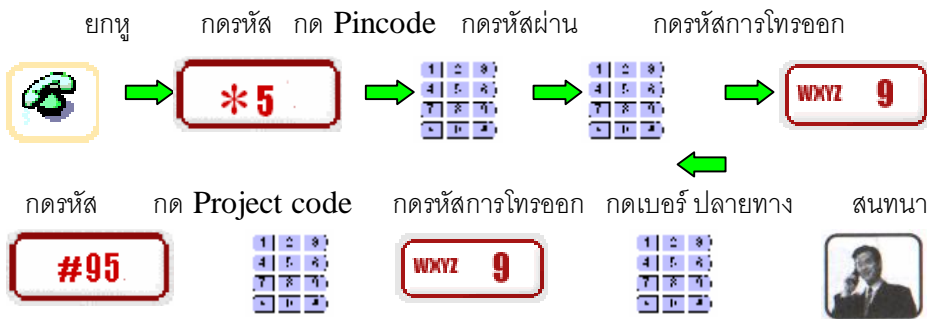 ยกหู กดรหัส กด Pincode กดรหัสผ่าน กดรหัสการโทรออก
*5 WXYZ 9
กดรหัส กด Project code กดรหัสการโทรออก กดเบอร์ ปลายทาง สนทนา
#95 WXYZ 9